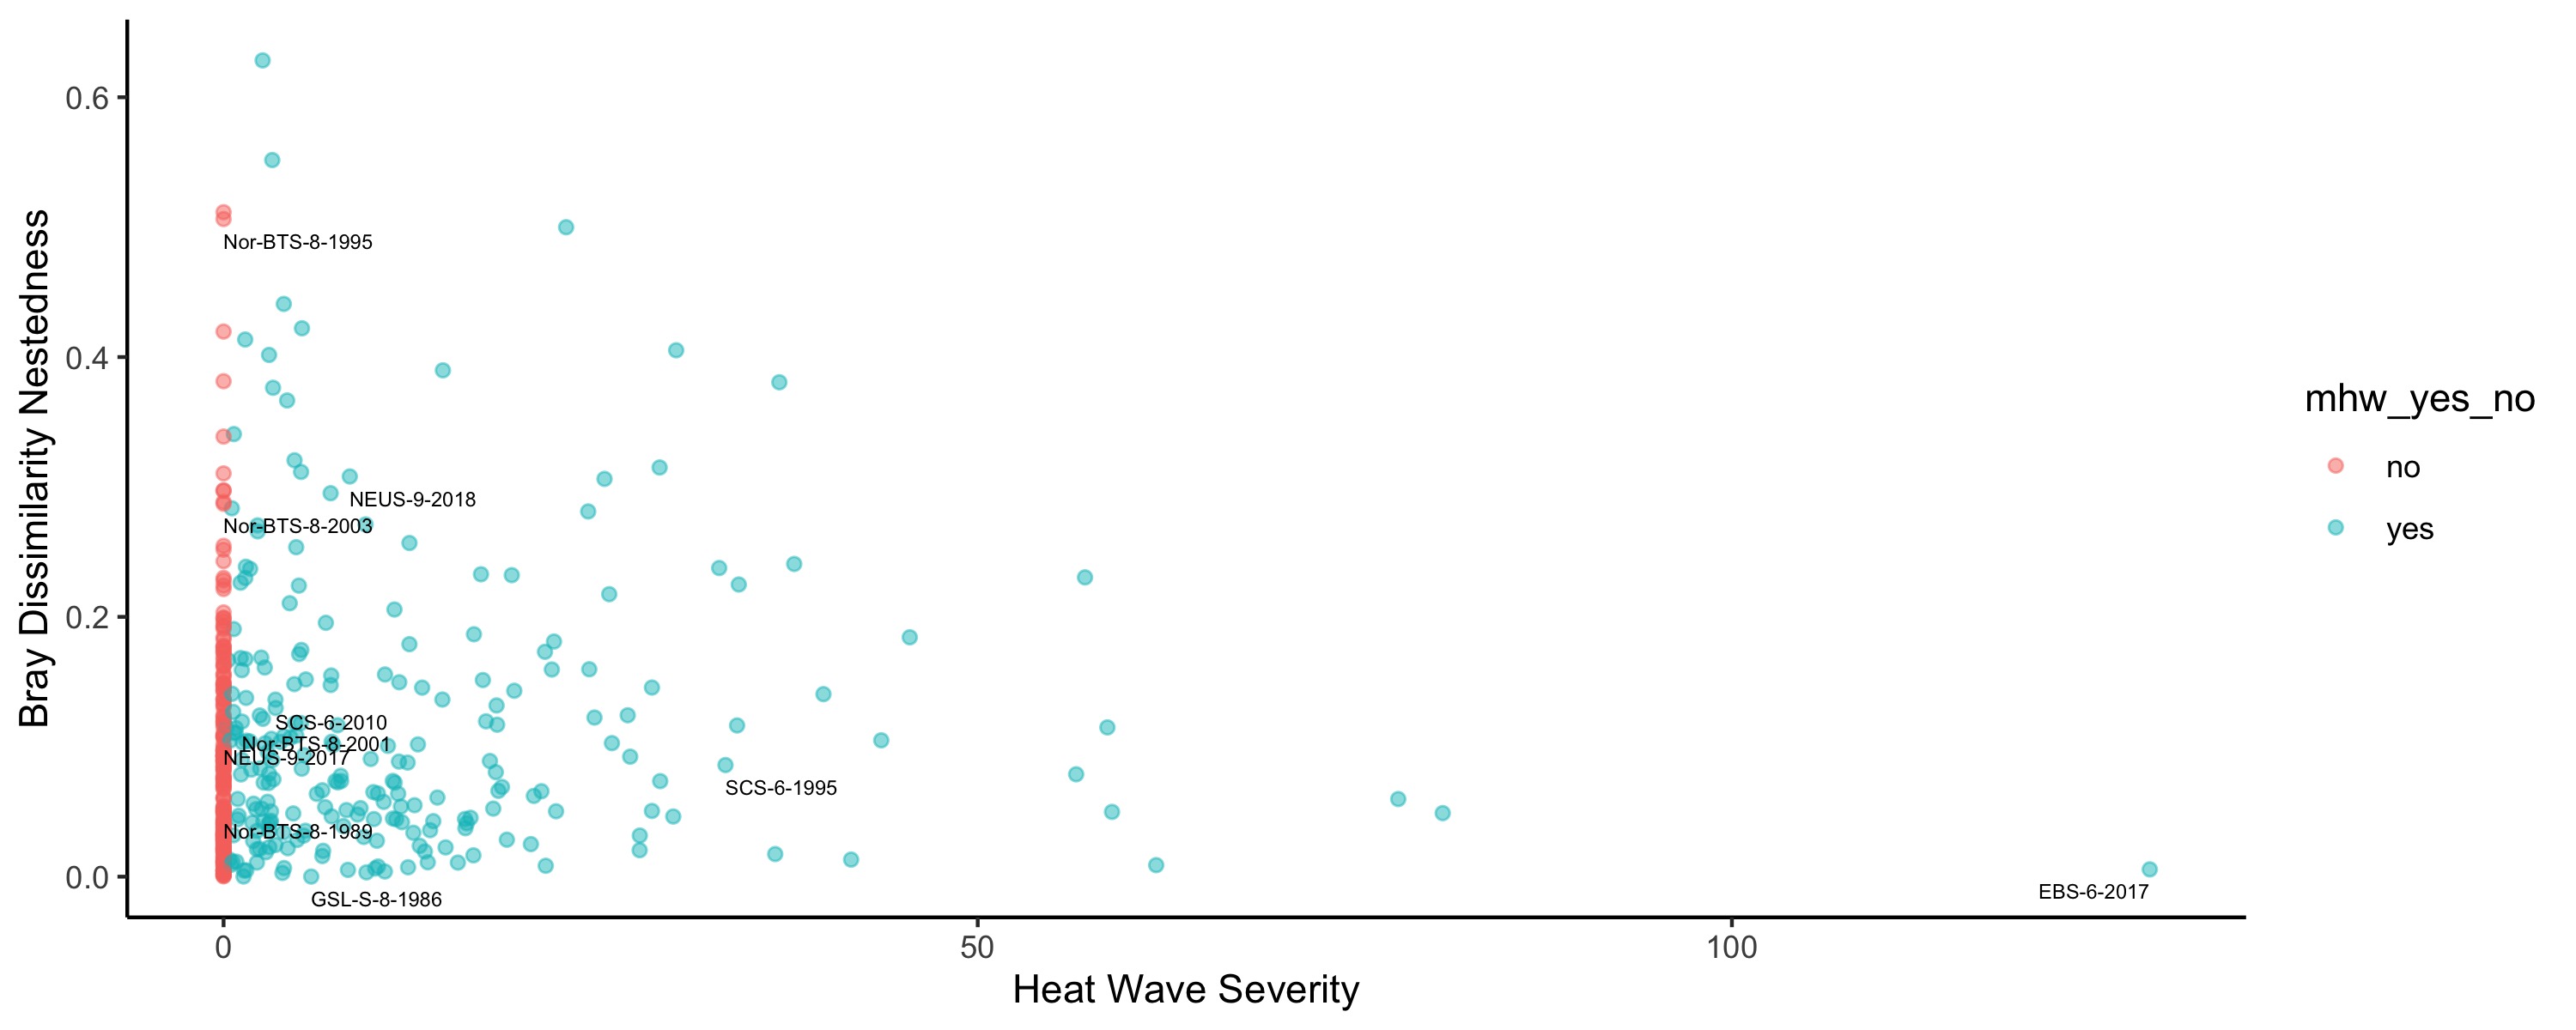 Bray Dissimilarity Nestedness
0.6
0.4
0.2
0.0
Nor-BTS-8-1995
NEUS-9-2018
Nor-BTS-8-2003
SCS-6-2010
Nor-BTS-8-2001
NEUS-9-2017
SCS-6-1995
Nor-BTS-8-1989
GSL-S-8-1986
EBS-6-2017
0
50
100
Heat Wave Severity
mhw_yes_no
no
yes